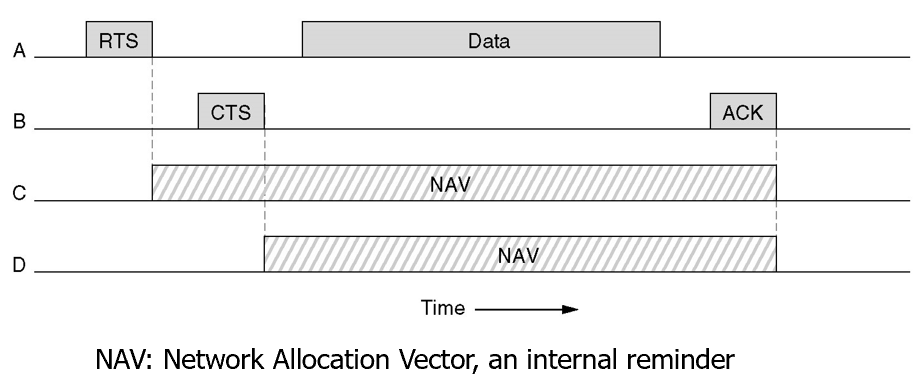 RTS
Data
A
CTS
ACK
B
NAV
C
NAV
D
Time
NAV: Network Allocation Vector, an internal reminder